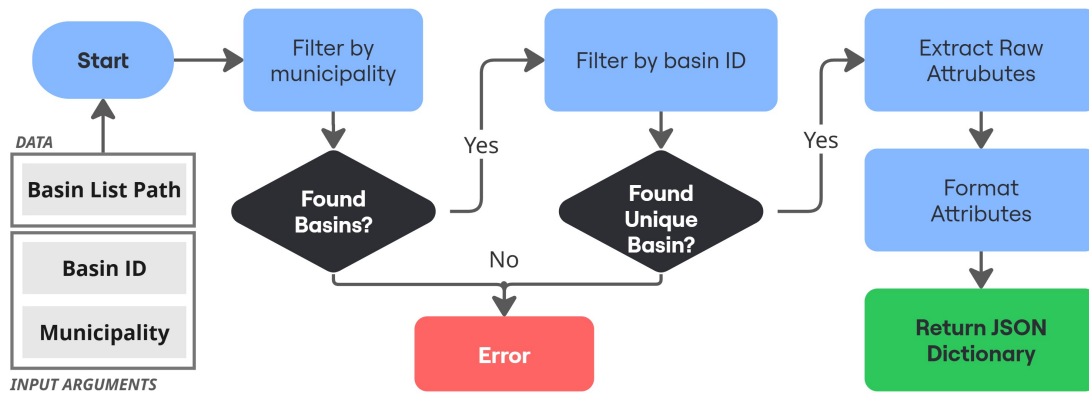 Start
DATA
Basin List Path
Basin ID
Municipality
INPUT ARGUMENTS
Filter by
municipality
Found
Basins?
Yes
No
Error
Filter by basin ID
Found
Unique
Basin?
Yes
Extract Raw
Attrubutes
Format
Attributes
Return JSON
Dictionary